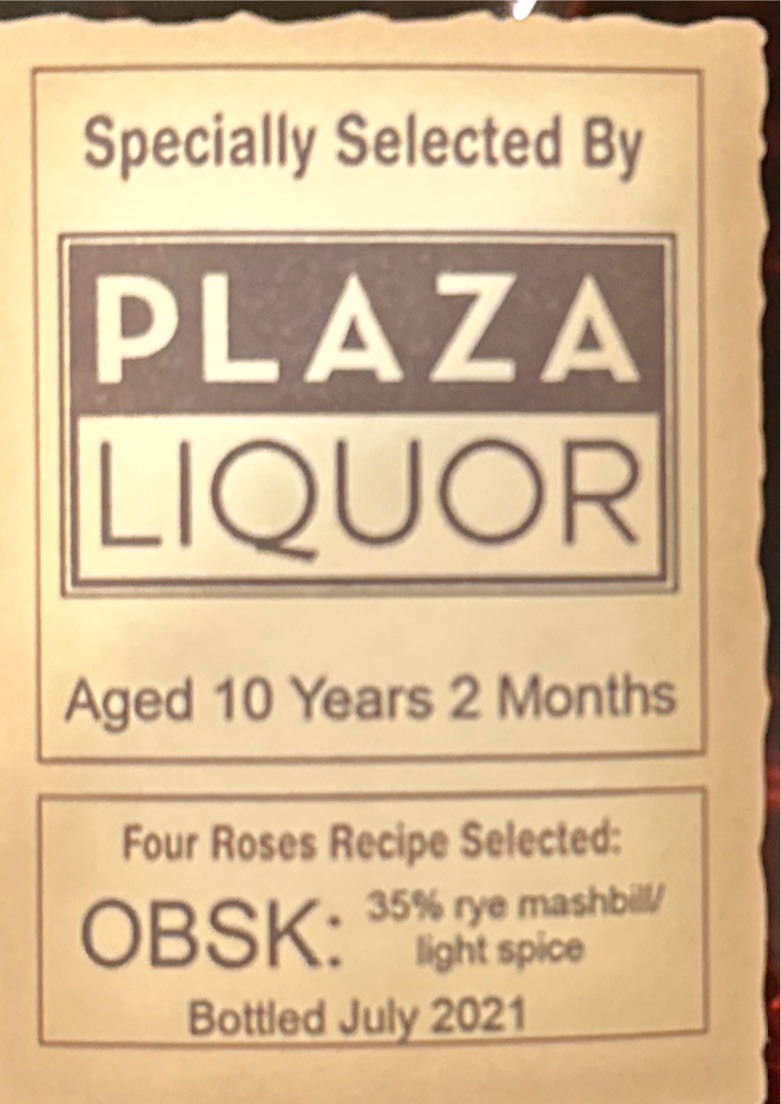 Specially Selected By
PLAZA
LIQUOR
Aged 10 Years 2 Months
Four Roses Recipe Selected:
OBSK: 35% rye mashbill/
light spice
Bottled July 2021